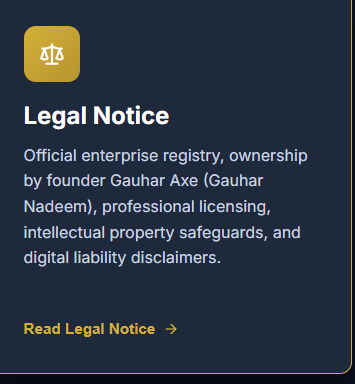 Legal Notice
Official enterprise registry, ownership
by founder Gauhar Axe (Gauhar
Nadeem), professional licensing,
intellectual property safeguards, and
digital liability disclaimers.
Read Legal Notice →